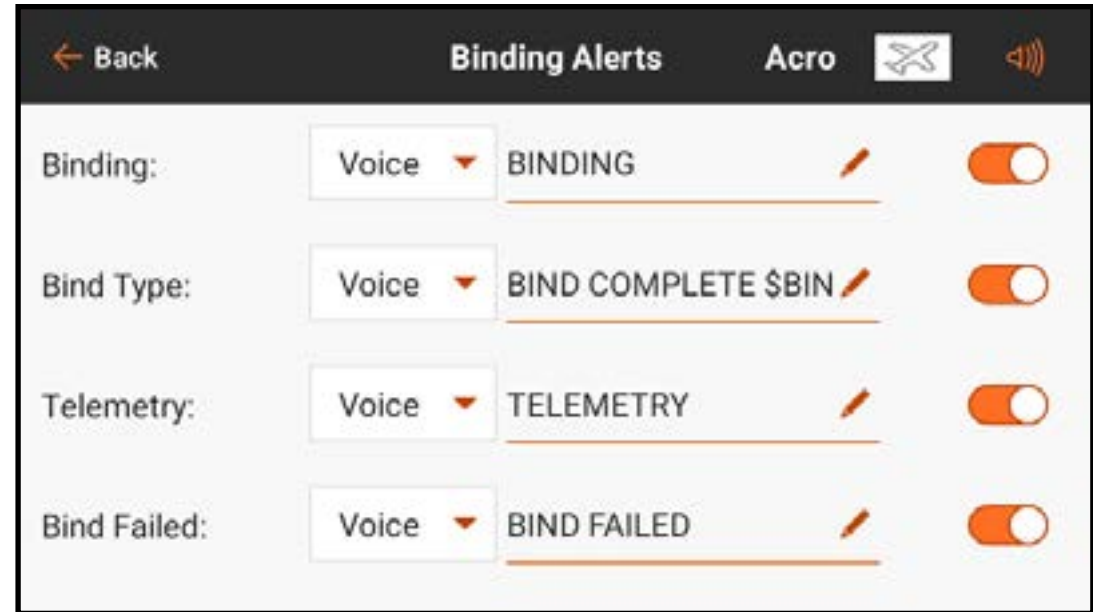 Back Binding Alerts Acro
Binding: Voice BINDING
Bind Type: Voice BIND COMPLETE $BIN
Telemetry: Voice TELEMETRY
Bind Failed: Voice BIND FAILED